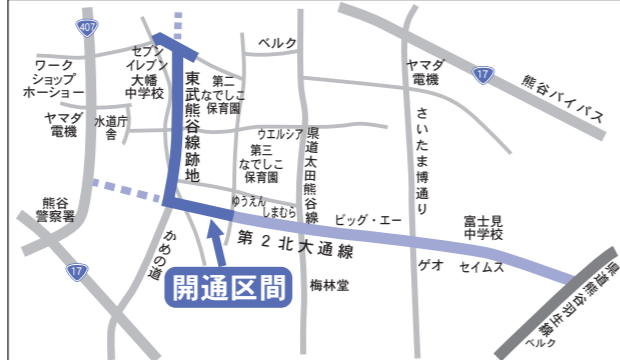 407
ワーク
ショップ
ホーショー
セブン
イレブン
大幡
中学校
ベルク
ヤマダ
電機
17
熊谷バイパス
ヤマダ
電機
水道庁
舎
東武熊谷線跡地
第二
なでしこ
保育園
ウエルシア
第三
なでしこ
保育園
県道太田熊谷線
さいたま博通り
熊谷
警察署
ゆうえん
しまむら
ビッグ・エー
富士見
中学校
かめの道
第2北大通線
17
開通区間
梅林堂
ゲオ
セイムス
県道熊谷羽生線
ベルク